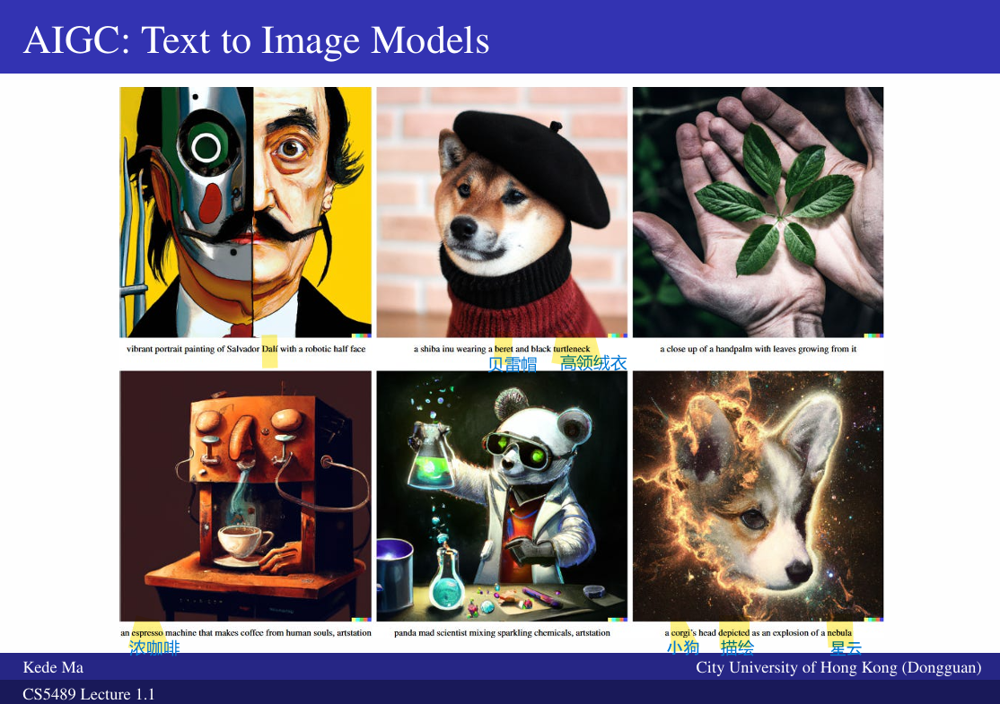 AIGC: Text to Image Models
vibrant portrait painting of Salvador Dalí with a robotic half face
a shiba inu wearing a beret and black turtleneck
a close up of a handpalm with leaves growing from it
贝雷帽
高领绒衣
an espresso machine that makes coffee from human souls, artstation
panda mad scientist mixing sparkling chemicals, artstation
a corgi's head depicted as an explosion of a nebula
浓咖啡
小狗
描绘
星云
Kede Ma
City University of Hong Kong (Dongguan)
CS5489 Lecture 1.1